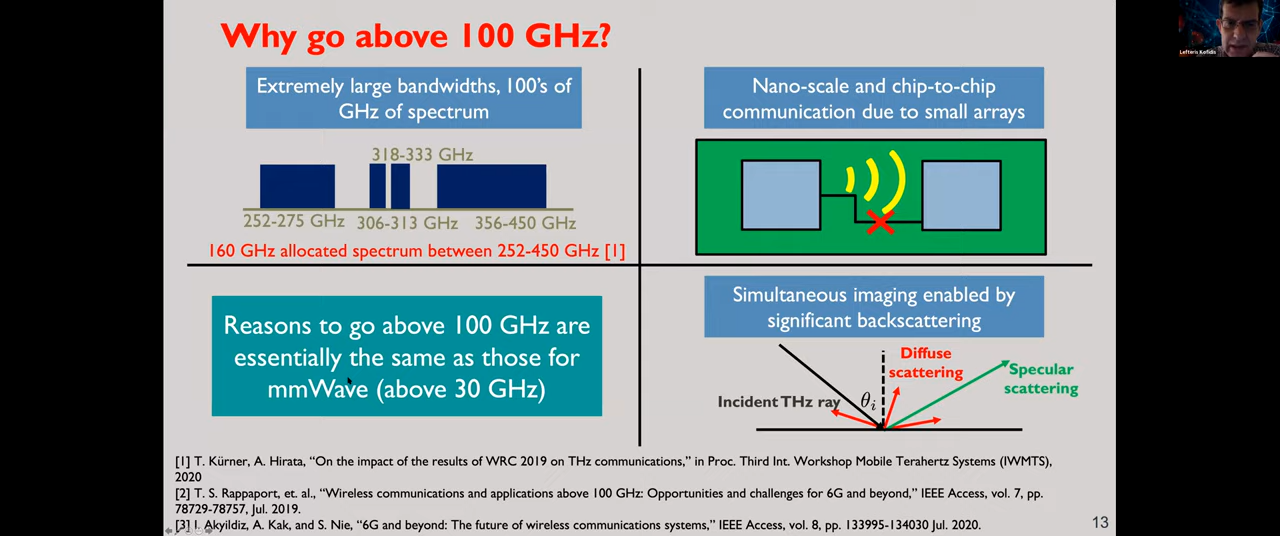 Why go above 100 GHz?
Lefteris Kofidis
Extremely large bandwidths, 100's of
GHz of spectrum
318-333 GHz
252-275 GHz
306-313 GHz
356-450 GHz
160 GHz allocated spectrum between 252-450 GHz [1]
Nano-scale and chip-to-chip
communication due to small arrays
Reasons to go above 100 GHz are
essentially the same as those for
mmWave (above 30 GHz)
Simultaneous imaging enabled by
significant backscattering
Diffuse
scattering
Specular
scattering
Incident THz ray
θi
[1] T. Kürner, A. Hirata, “On the impact of the results of WRC 2019 on THz communications,” in Proc. Third Int. Workshop Mobile Terahertz Systems (IWMTS),
2020
[2] T. S. Rappaport, et. al., “Wireless communications and applications above 100 GHz: Opportunities and challenges for 6G and beyond,” IEEE Access, vol. 7, pp.
78729-78757, Jul. 2019.
[3] I. Akyildiz, A. Kak, and S. Nie, “6G and beyond: The future of wireless communications systems,” IEEE Access, vol. 8, pp. 133995-134030 Jul. 2020.
13